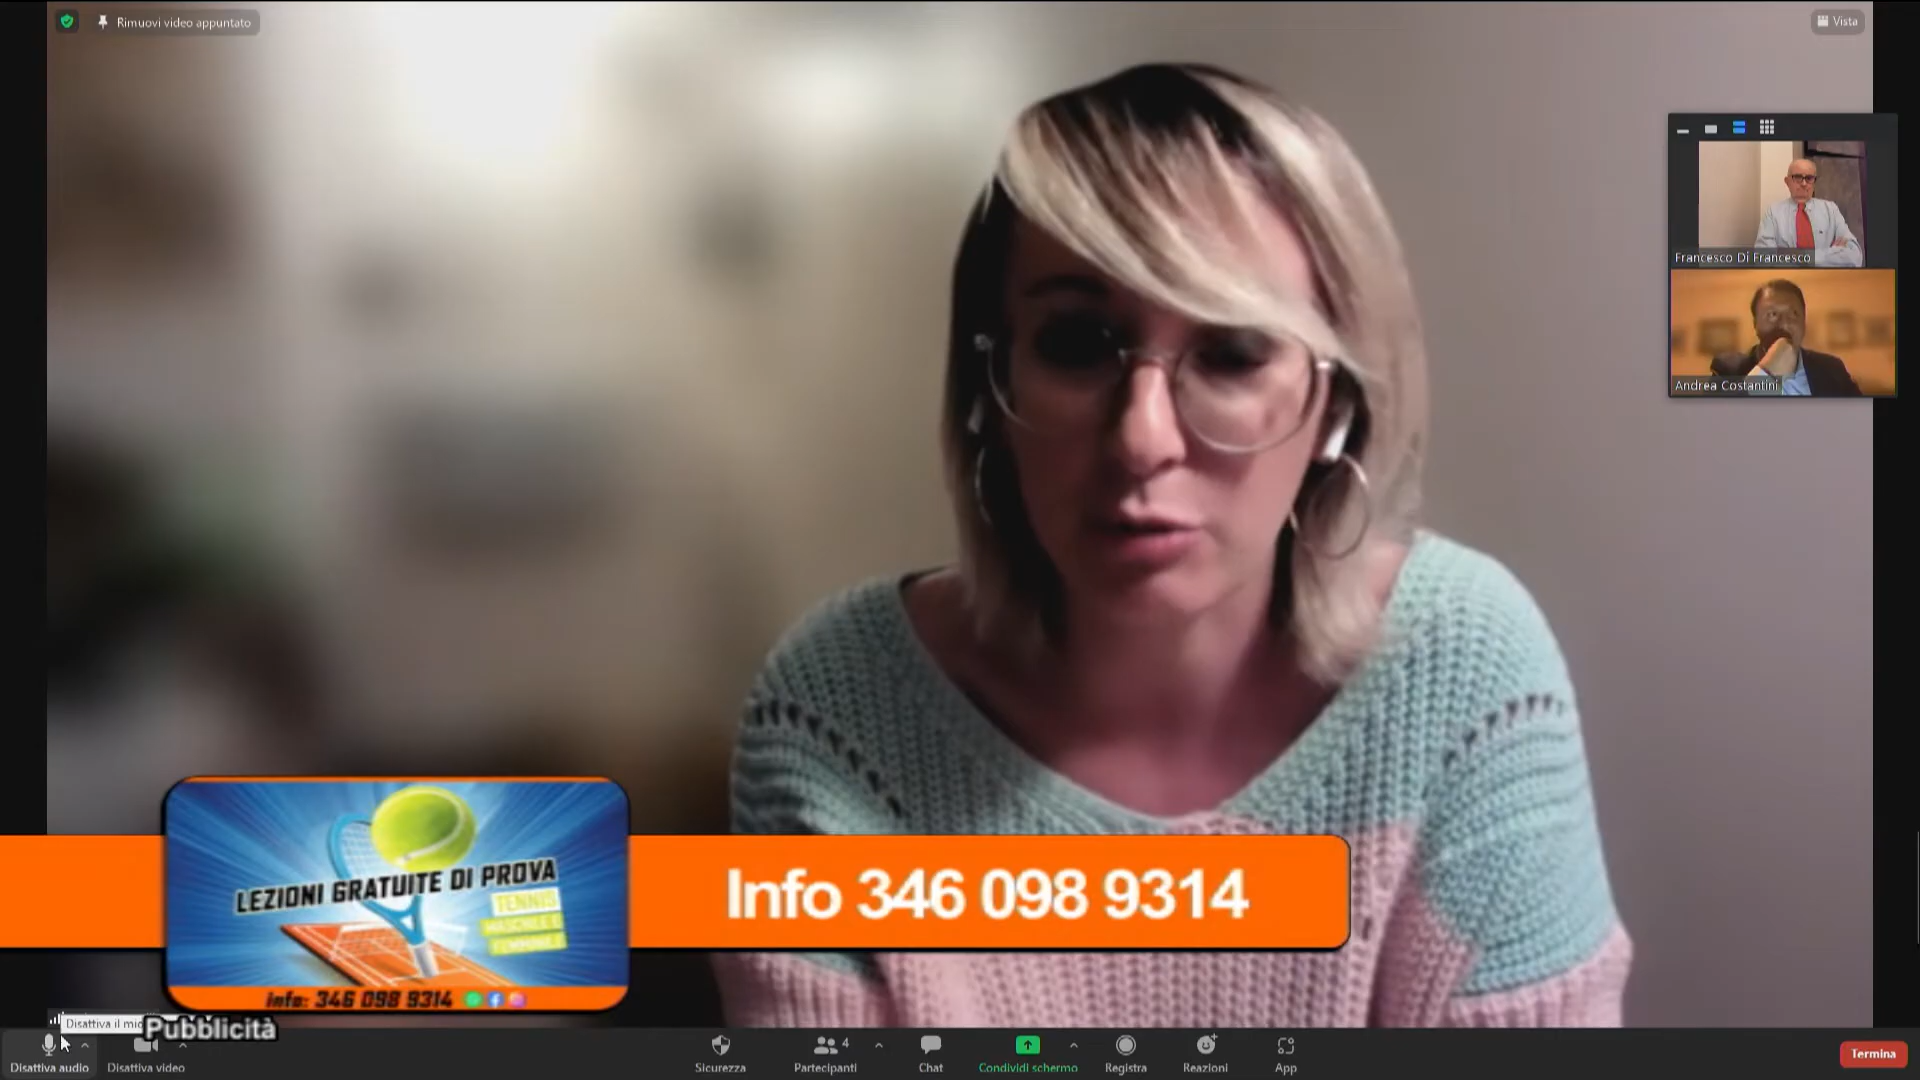 Rimuovi video appuntato
Vista
Francesco Di Francesco
Andrea Costantini
LEZIONI GRATUITE DI PROVA
TENNIS
MASCHILE E
FEMMINILE
info: 346 098 9314
Info 346 098 9314
Disattiva il mic
Pubblicità
Disattiva audio
Disattiva video
Sicurezza
4
Partecipanti
Chat
Condividi schermo
Registra
Reazioni
App
Termina